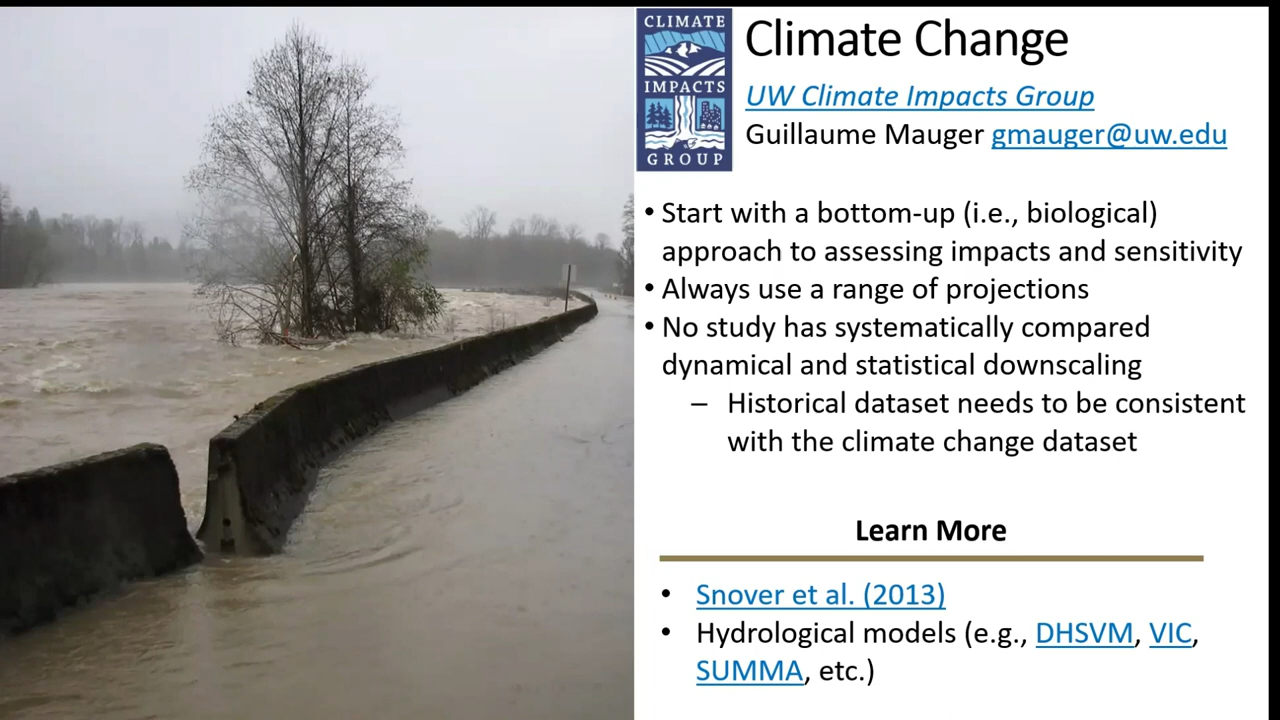 CLIMATE
IMPACTS
GROUP
Climate Change
UW Climate Impacts Group
Guillaume Mauger gmauger@uw.edu
• Start with a bottom-up (i.e., biological)
approach to assessing impacts and sensitivity
• Always use a range of projections
• No study has systematically compared
dynamical and statistical downscaling
– Historical dataset needs to be consistent
with the climate change dataset
Learn More
• Snover et al. (2013)
• Hydrological models (e.g., DHSVM, VIC,
SUMMA, etc.)